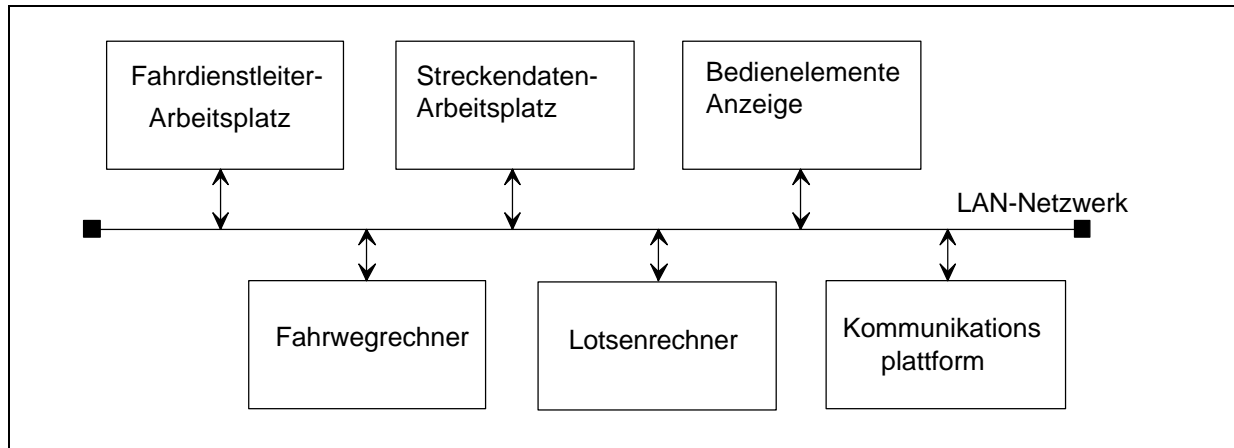 Fahrdienstleiter-
Arbeitsplatz
Streckendaten-
Arbeitsplatz
Bedienelemente
Anzeige
LAN-Netzwerk
Fahrwegrechner
Lotsenrechner
Kommunikations
plattform